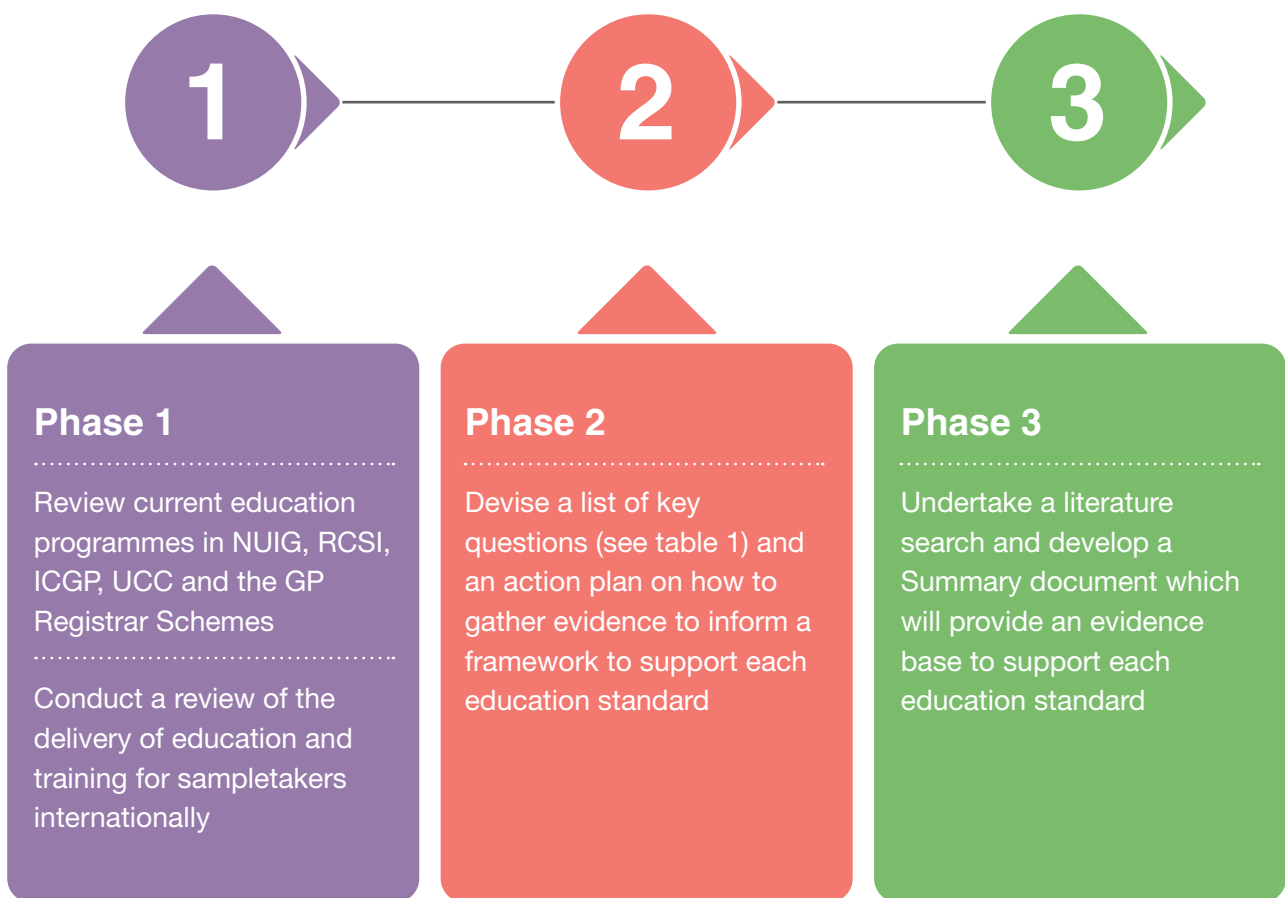 1
2
3
Phase 1
Review current education
programmes in NUIG, RCSI,
ICGP, UCC and the GP
Registrar Schemes
Conduct a review of the
delivery of education and
training for sampletakers
internationally
Phase 2
Devise a list of key
questions (see table 1) and
an action plan on how to
gather evidence to inform a
framework to support each
education standard
Phase 3
Undertake a literature
search and develop a
Summary document which
will provide an evidence
base to support each
education standard